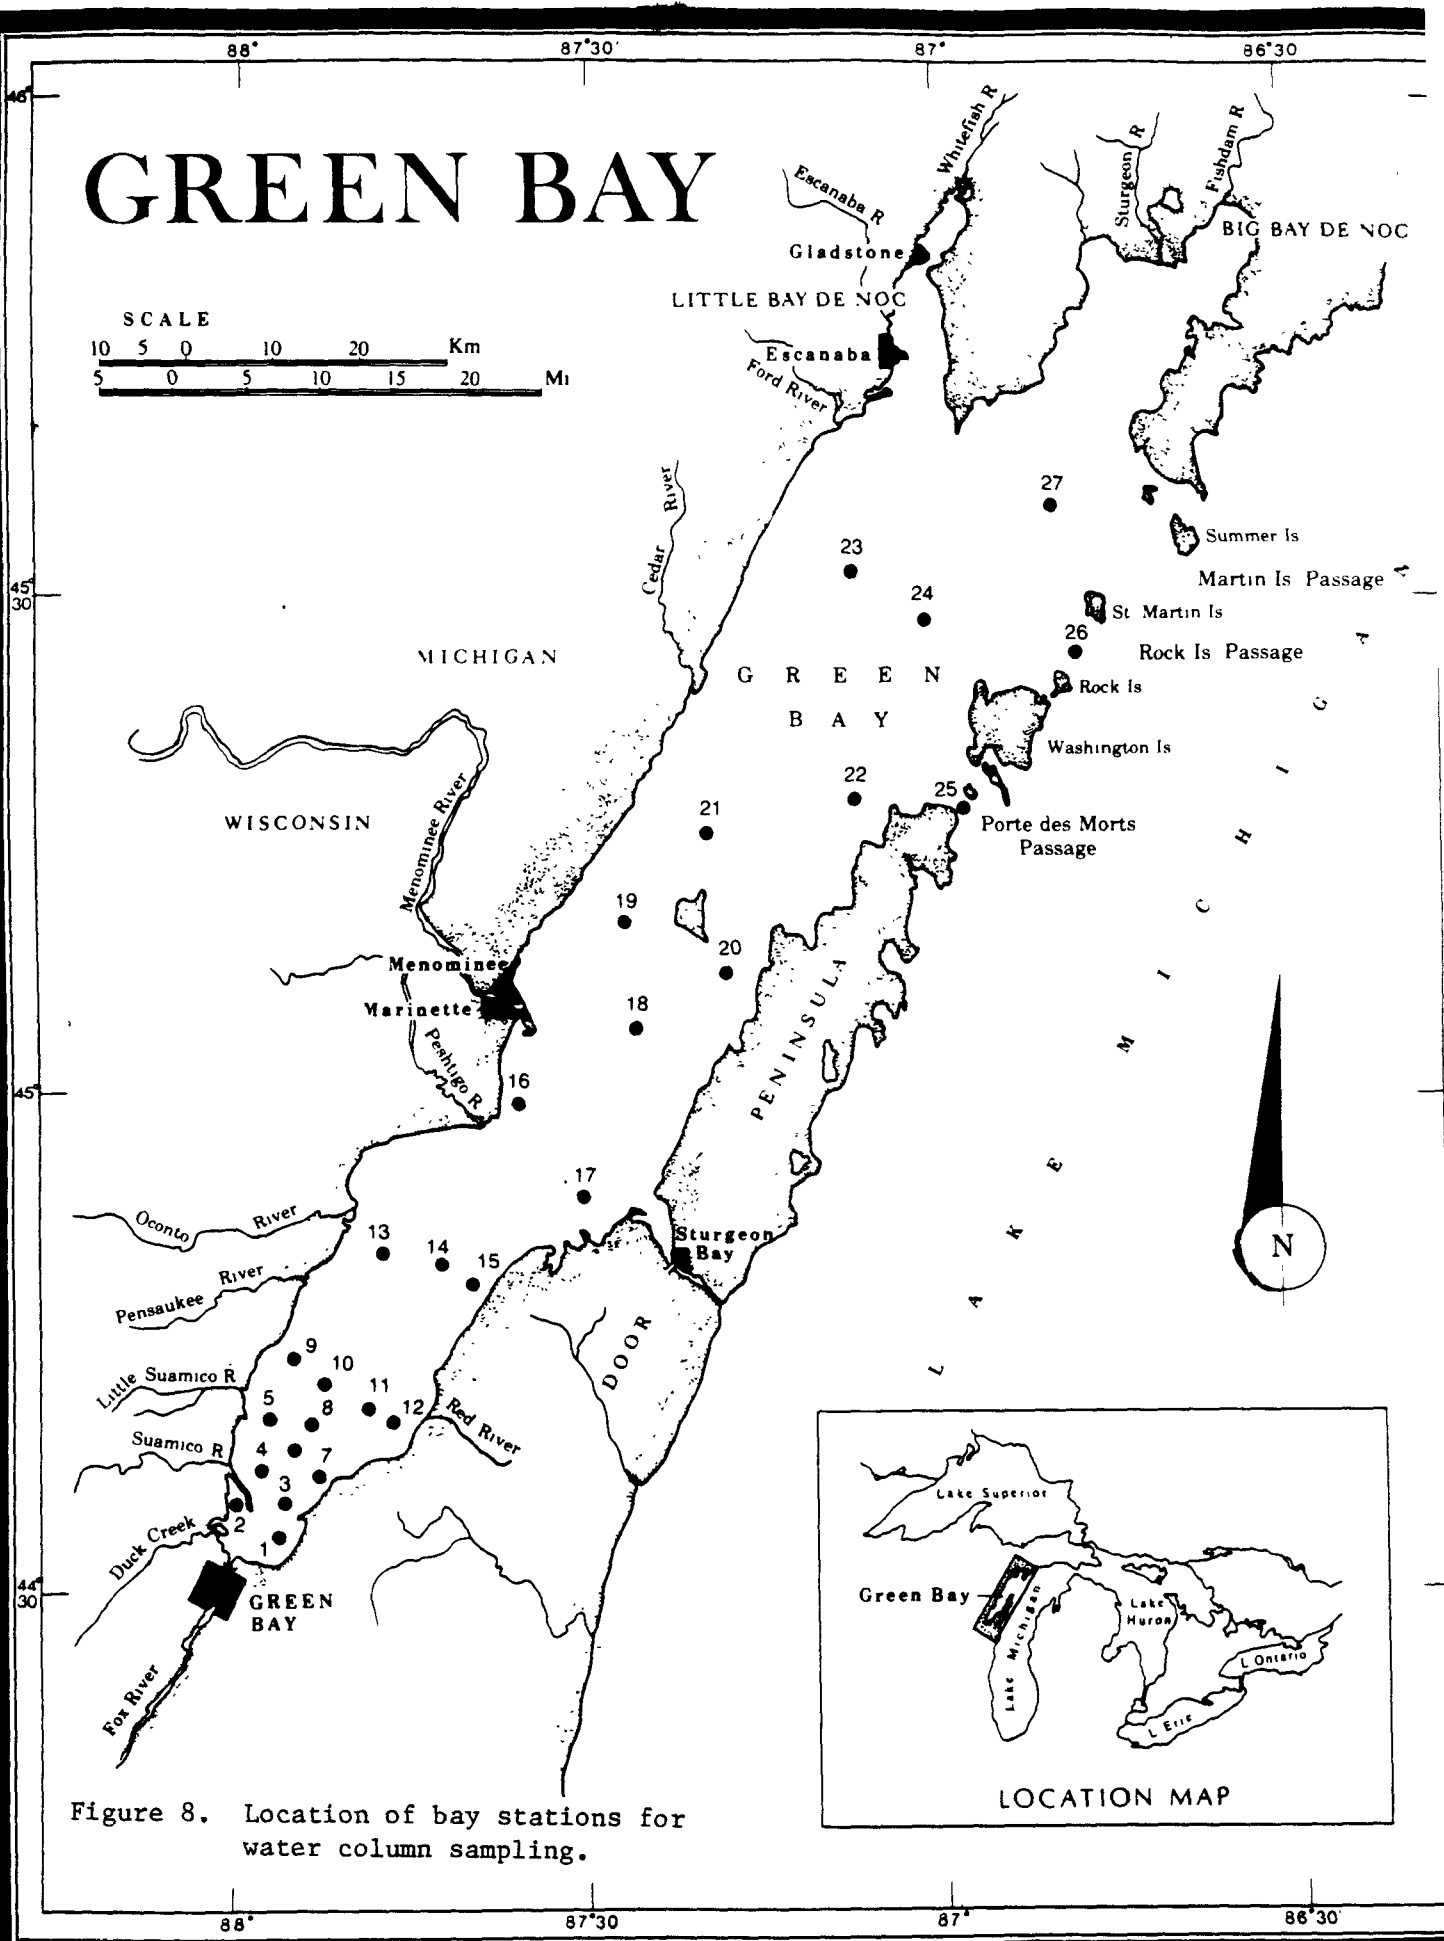 88°
87°30'
87°
86°30
46°
GREEN BAY
Whitefish R
Escanaba R
Sturgeon R
Fishdam R
BIG BAY DE NOC
Gladstone
LITTLE BAY DE NOC
SCALE
10 5 0 10 20 Km
5 0 5 10 15 20 Mi
Escanaba
Ford River
Cedar River
27
Summer Is
23
Martin Is Passage
45°
30
24
St Martin Is
26
Rock Is Passage
MICHIGAN
GREEN
BAY
Rock Is
Washington Is
Menominee River
WISCONSIN
22
25
21
Porte des Morts
Passage
19
20
Menominee
Marinette
18
Peshtigo R
PENINSULA
LAKE MICHIGAN
45°
16
17
Oconto River
13
14
15
Sturgeon
Bay
N
Pensaukee River
DOOR
9
10
Little Suamico R
11
5
8
12
Red River
Suamico R
4
7
3
2
Duck Creek
1
44°
30
GREEN
BAY
Fox River
Lake Superior
Green Bay
Lake Michigan
Lake
Huron
L Ontario
L Erie
LOCATION MAP
Figure 8. Location of bay stations for
water column sampling.
88°
87°30
87°
86°30'